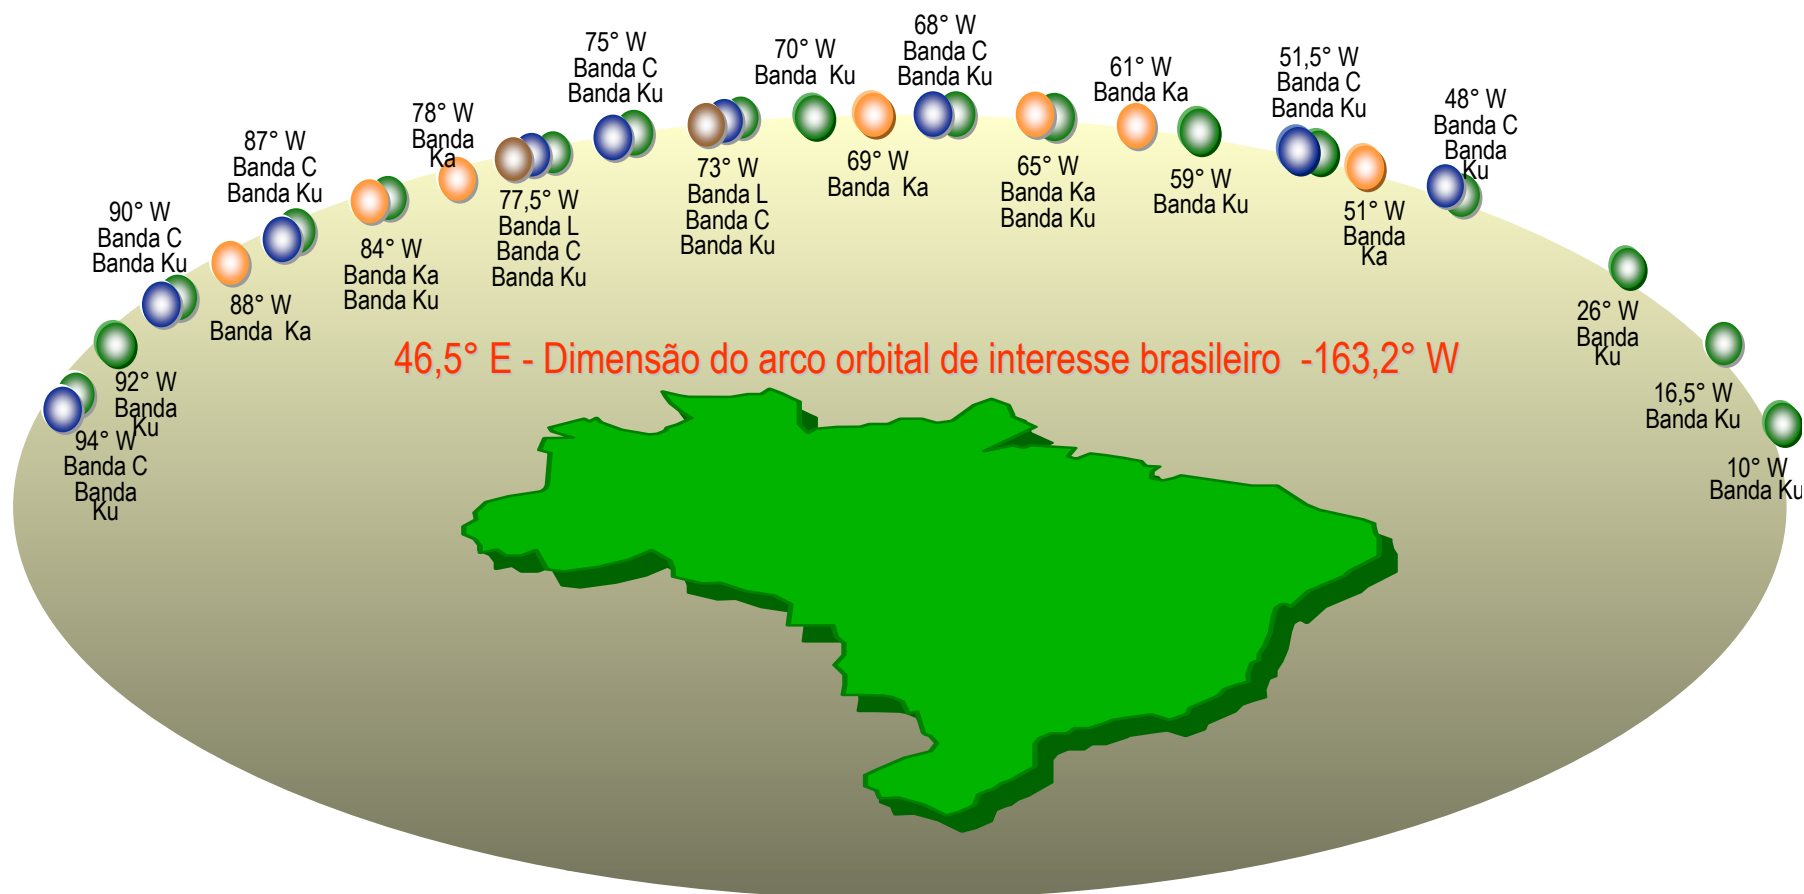 94° W
Banda C
Banda
Ku
92° W
Banda
Ku
90° W
Banda C
Banda Ku
88° W
Banda Ka
87° W
Banda C
Banda Ku
84° W
Banda Ka
Banda Ku
78° W
Banda
Ka
77,5° W
Banda L
Banda C
Banda Ku
75° W
Banda C
Banda Ku
73° W
Banda L
Banda C
Banda Ku
70° W
Banda Ku
69° W
Banda Ka
68° W
Banda C
Banda Ku
65° W
Banda Ka
Banda Ku
61° W
Banda Ka
59° W
Banda Ku
51,5° W
Banda C
Banda Ku
51° W
Banda
Ka
48° W
Banda C
Banda
Ku
26° W
Banda
Ku
16,5° W
Banda Ku
10° W
Banda Ku
46,5° E - Dimensão do arco orbital de interesse brasileiro -163,2° W